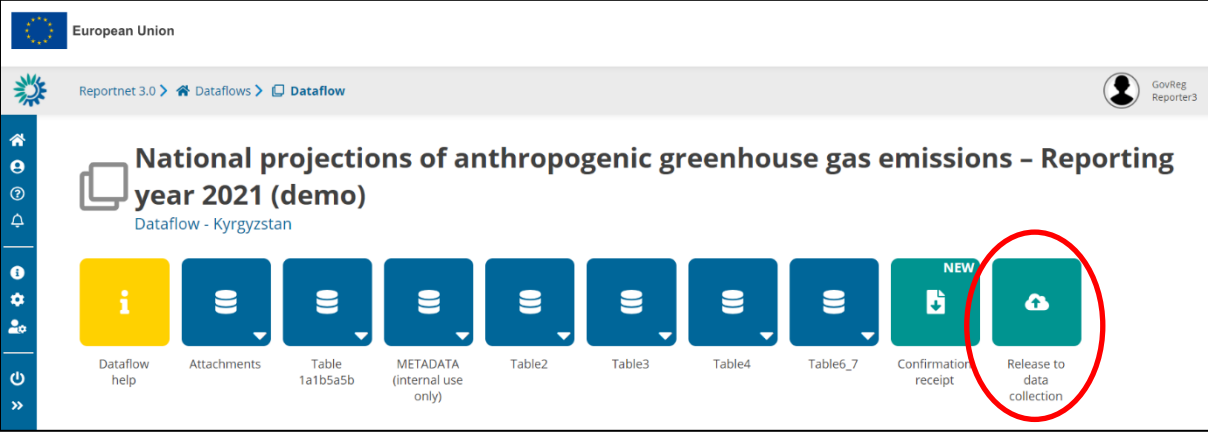 European Union
Reportnet 3.0 > Dataflows > Dataflow
GovReg
Reporter3
National projections of anthropogenic greenhouse gas emissions – Reporting
year 2021 (demo)
Dataflow - Kyrgyzstan
NEW
Dataflow
help
Attachments
Table
1a1b5a5b
METADATA
(internal use
only)
Table2
Table3
Table4
Table6_7
Confirmation
receipt
Release to
data
collection